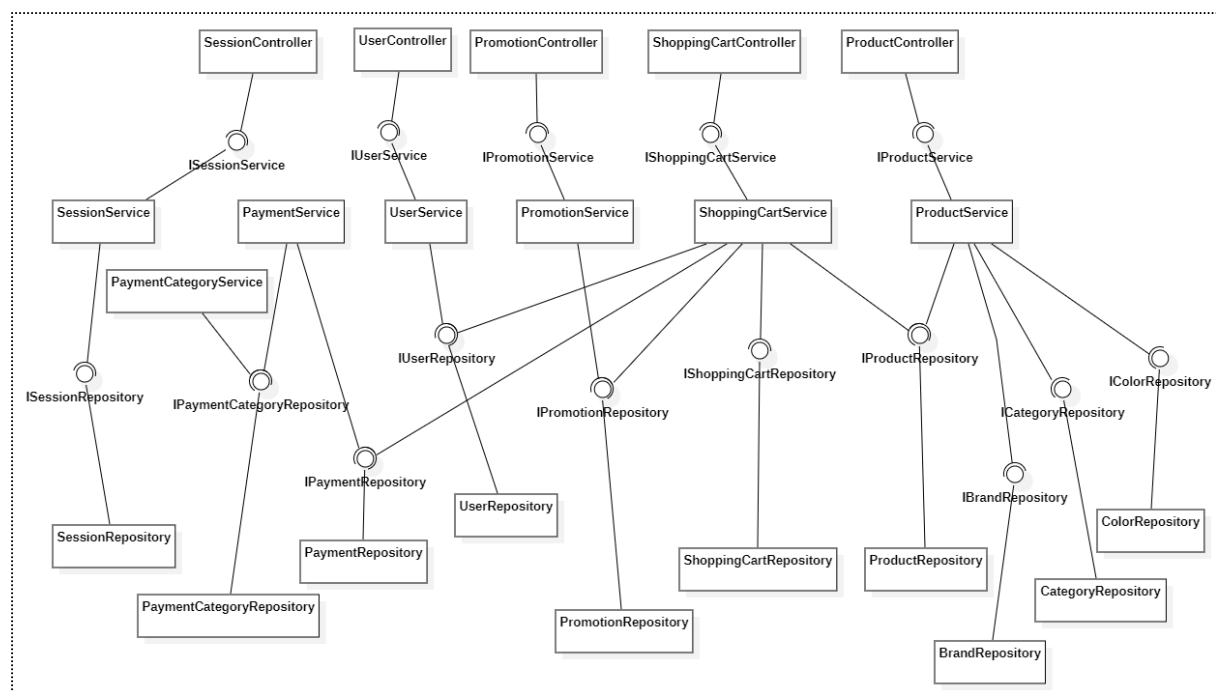 SessionController
UserController
PromotionController
ShoppingCartController
ProductController
ISessionService
IUserService
IPromotionService
IShoppingCartService
IProductService
SessionService
PaymentService
UserService
PromotionService
ShoppingCartService
ProductService
PaymentCategoryService
ISessionRepository
IPaymentCategoryRepository
IUserRepository
IPromotionRepository
IShoppingCartRepository
IProductRepository
ICategoryRepository
IColorRepository
IPaymentRepository
IBrandRepository
SessionRepository
PaymentRepository
UserRepository
ShoppingCartRepository
ProductRepository
ColorRepository
PaymentCategoryRepository
PromotionRepository
CategoryRepository
BrandRepository